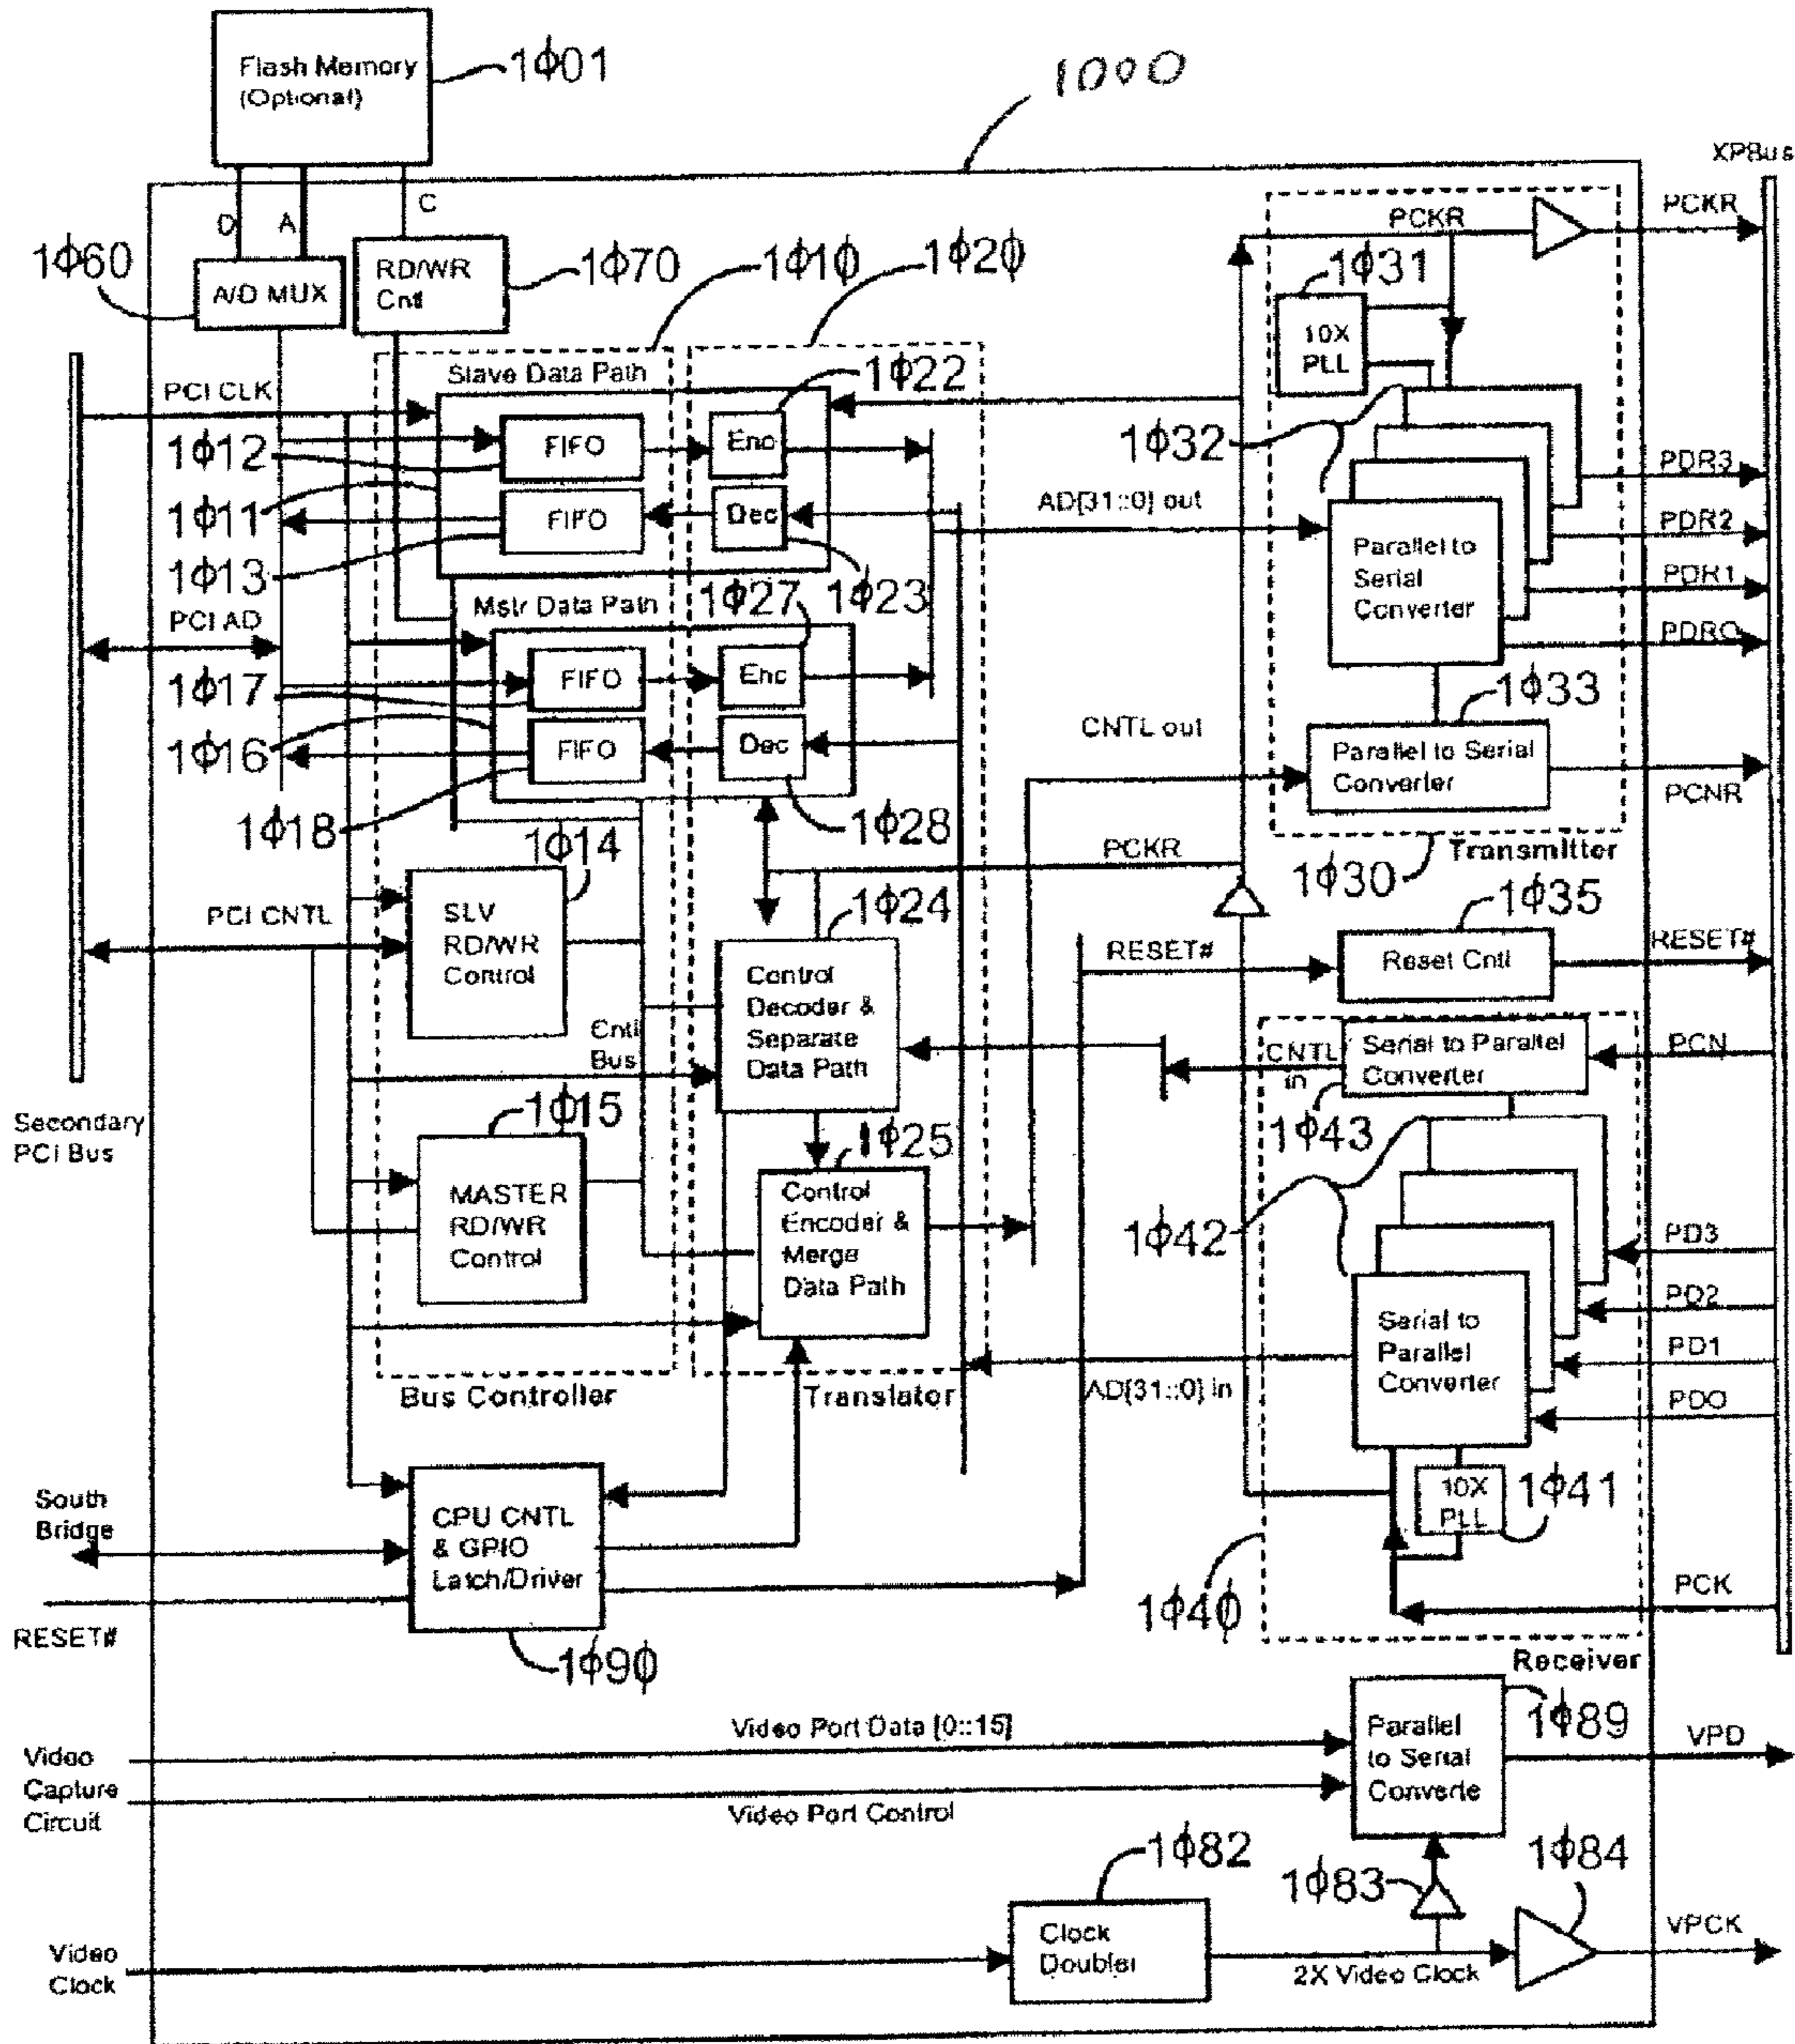 Flash Memory
(Optional)
1ϕ01
1000
XPBus
D
A
C
PCKR
PCKR
1ϕ60
A/D MUX
RD/WR
Cntl
1ϕ70
1ϕ1ϕ
1ϕ2ϕ
1ϕ31
10X
PLL
Slave Data Path
1ϕ22
PCI CLK
1ϕ12
FIFO
Enc
1ϕ32
PDR3
1ϕ11
FIFO
Dec
AD[31::0] out
PDR2
1ϕ13
1ϕ23
Parallel to
Serial
Converter
PDR1
Mstr Data Path
1ϕ27
PCI AD
PDRO
1ϕ17
FIFO
Enc
1ϕ33
1ϕ16
FIFO
Dec
CNTL out
Parallel to Serial
Converter
PCNR
1ϕ18
1ϕ28
1ϕ14
PCKR
Transmitter
1ϕ30
PCI CNTL
SLV
RD/WR
Control
1ϕ24
1ϕ35
RESET#
Reset Cntl
RESET#
Control
Decoder &
Separate
Data Path
Cntl
Bus
CNTL
in
Serial to Parallel
Converter
PCN
Secondary
PCI Bus
1ϕ15
1ϕ43
1ϕ25
MASTER
RD/WR
Control
Control
Encoder &
Merge
Data Path
1ϕ42
PD3
PD2
Serial to
Parallel
Converter
PD1
Bus Controller
Translator
AD[31::0] in
PDO
South
Bridge
CPU CNTL
& GPIO
Latch/Driver
10X
PLL
1ϕ41
PCK
1ϕ4ϕ
RESET#
1ϕ9ϕ
Receiver
Video Port Data [0::15]
Parallel
to Serial
Converte
1ϕ89
VPD
Video
Capture
Circuit
Video Port Control
1ϕ82
1ϕ83
1ϕ84
Clock
Doubler
VPCK
Video
Clock
2X Video Clock